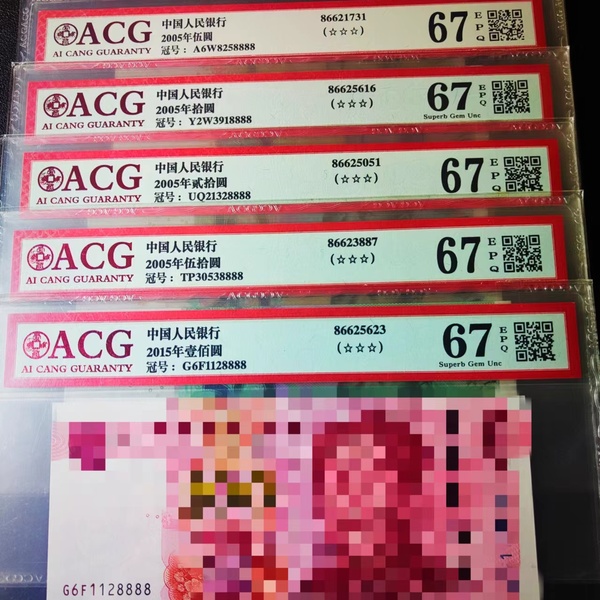 ACG
AI CANG GUARANTY
中国人民银行
2005年伍圆
冠号: A6W8258888
86621731
(☆☆☆)
67
EPQ
ACG
AI CANG GUARANTY
中国人民银行
2005年拾圆
冠号: Y2W3918888
86625616
(☆☆☆)
67
EPQ
Superb Gem Unc
ACG
AI CANG GUARANTY
中国人民银行
2005年贰拾圆
冠号: UQ21328888
86625051
(☆☆☆)
67
EPQ
ACG
AI CANG GUARANTY
中国人民银行
2005年伍拾圆
冠号: TP30538888
86623887
(☆☆☆)
67
EPQ
ACG
AI CANG GUARANTY
中国人民银行
2015年壹佰圆
冠号: G6F1128888
86625623
(☆☆☆)
67
EPQ
Superb Gem Unc
G6F1128888